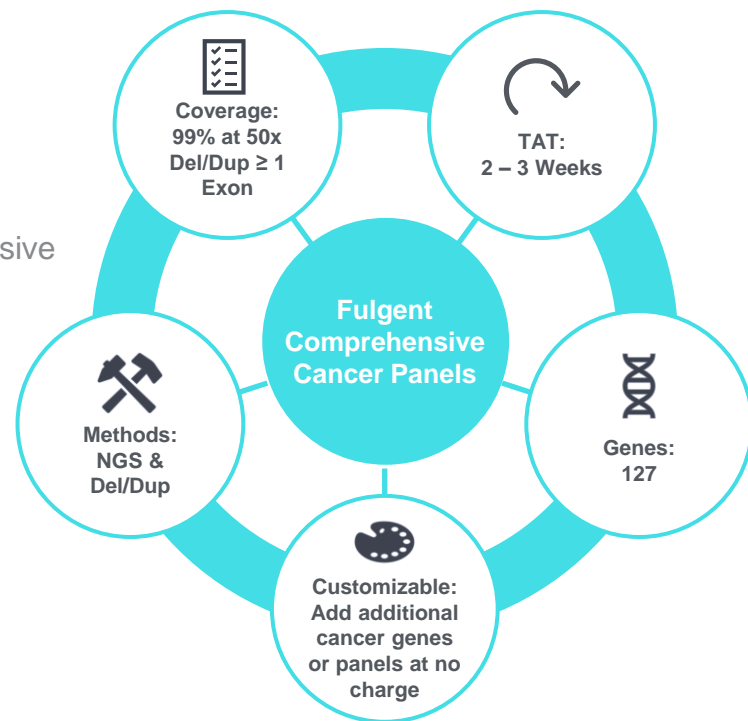 Coverage:
99% at 50x
Del/Dup ≥ 1
Exon
TAT:
2 – 3 Weeks
sive
Fulgent
Comprehensive
Cancer Panels
Methods:
NGS &
Del/Dup
Genes:
127
Customizable:
Add additional
cancer genes
or panels at no
charge